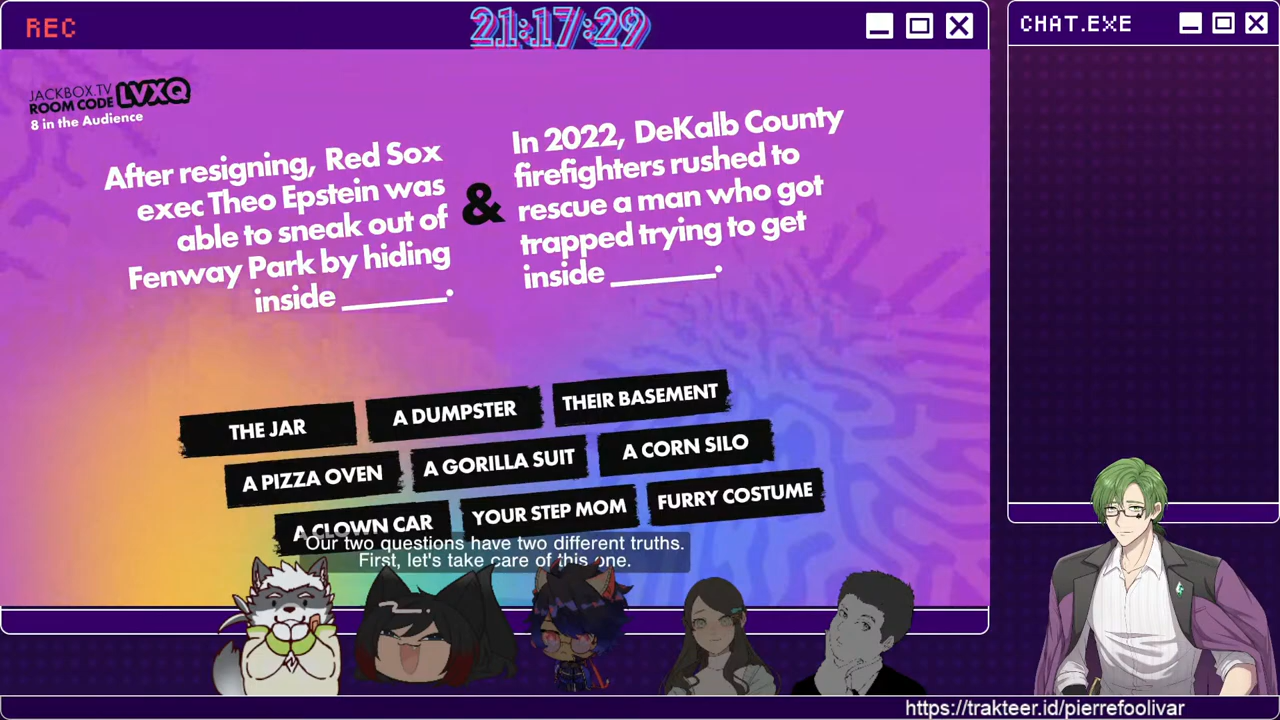 REC
21:17:29
CHAT.EXE
JACKBOX.TV
ROOM CODE LVXQ
8 in the Audience
After resigning, Red Sox
exec Theo Epstein was
able to sneak out of
Fenway Park by hiding
inside ________.
&
In 2022, DeKalb County
firefighters rushed to
rescue a man who got
trapped trying to get
inside ________.
THE JAR
A DUMPSTER
THEIR BASEMENT
A PIZZA OVEN
A GORILLA SUIT
A CORN SILO
A CLOWN CAR
YOUR STEP MOM
FURRY COSTUME
Our two questions have two different truths.
First, let's take care of this one.
https://trakteer.id/pierrefoolivar